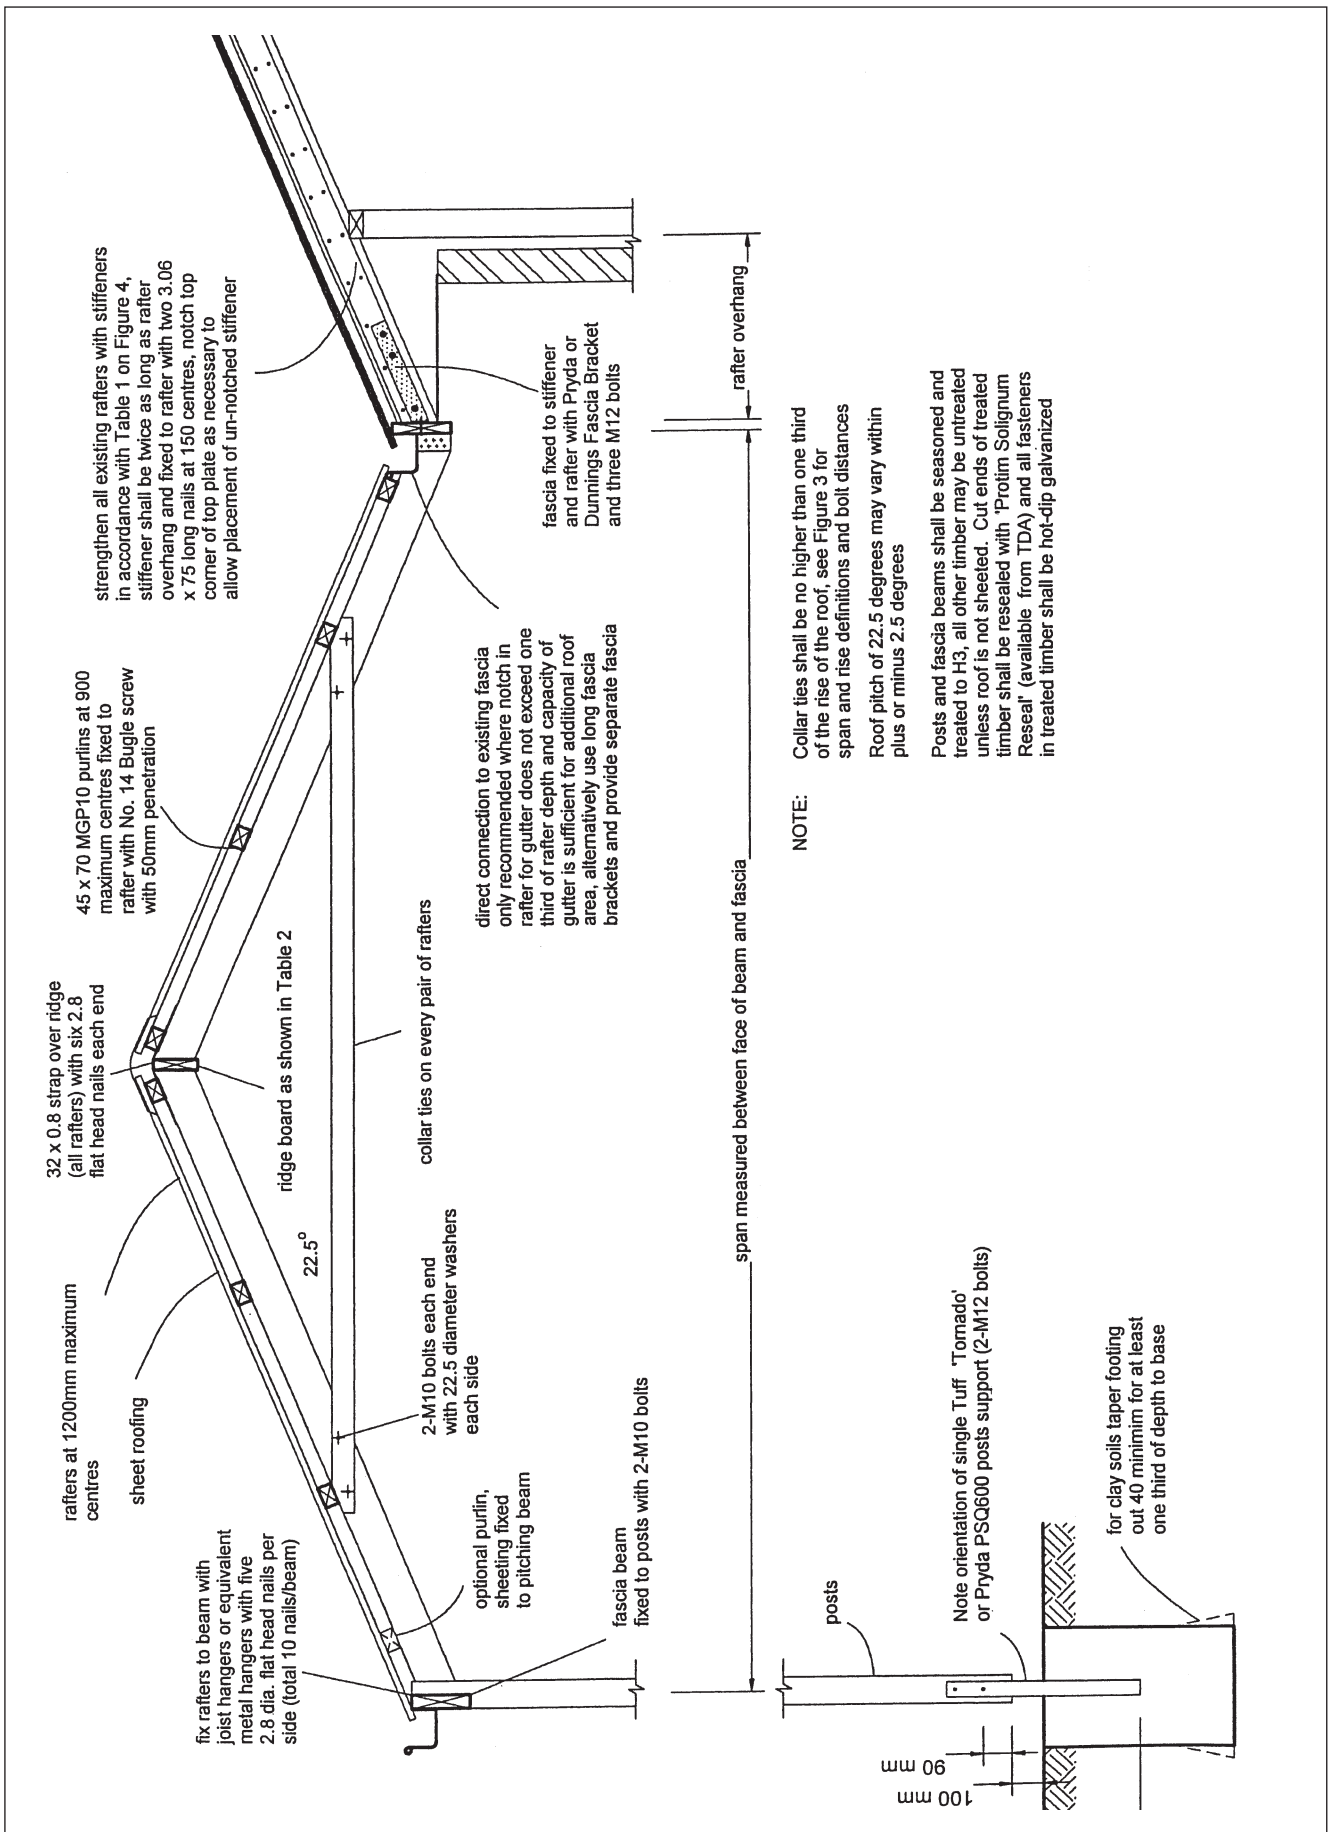 32 x 0.8 strap over ridge
(all rafters) with six 2.8
flat head nails each end
45 x 70 MGP10 purlins at 900
maximum centres fixed to
rafter with No. 14 Bugle screw
with 50mm penetration
strengthen all existing rafters with stiffeners
in accordance with Table 1 on Figure 4,
stiffener shall be twice as long as rafter
overhang and fixed to rafter with two 3.06
x 75 long nails at 150 centres, notch top
corner of top plate as necessary to
allow placement of un-notched stiffener
rafters at 1200mm maximum
centres
sheet roofing
fix rafters to beam with
joist hangers or equivalent
metal hangers with five
2.8 dia. flat head nails per
side (total 10 nails/beam)
22.5°
ridge board as shown in Table 2
collar ties on every pair of rafters
2-M10 bolts each end
with 22.5 diameter washers
each side
optional purlin,
sheeting fixed
to pitching beam
fascia beam
fixed to posts with 2-M10 bolts
direct connection to existing fascia
only recommended where notch in
rafter for gutter does not exceed one
third of rafter depth and capacity of
gutter is sufficient for additional roof
area, alternatively use long fascia
brackets and provide separate fascia
fascia fixed to stiffener
and rafter with Pryda or
Dunnings Fascia Bracket
and three M12 bolts
span measured between face of beam and fascia
rafter overhang
NOTE:
Collar ties shall be no higher than one third
of the rise of the roof, see Figure 3 for
span and rise definitions and bolt distances
Roof pitch of 22.5 degrees may vary within
plus or minus 2.5 degrees
Posts and fascia beams shall be seasoned and
treated to H3, all other timber may be untreated
unless roof is not sheeted. Cut ends of treated
timber shall be resealed with 'Protim Solignum
Reseal' (available from TDA) and all fasteners
in treated timber shall be hot-dip galvanized
posts
Note orientation of single Tuff 'Tornado'
or Pryda PSQ600 posts support (2-M12 bolts)
90 mm
100 mm
for clay soils taper footing
out 40 minimim for at least
one third of depth to base